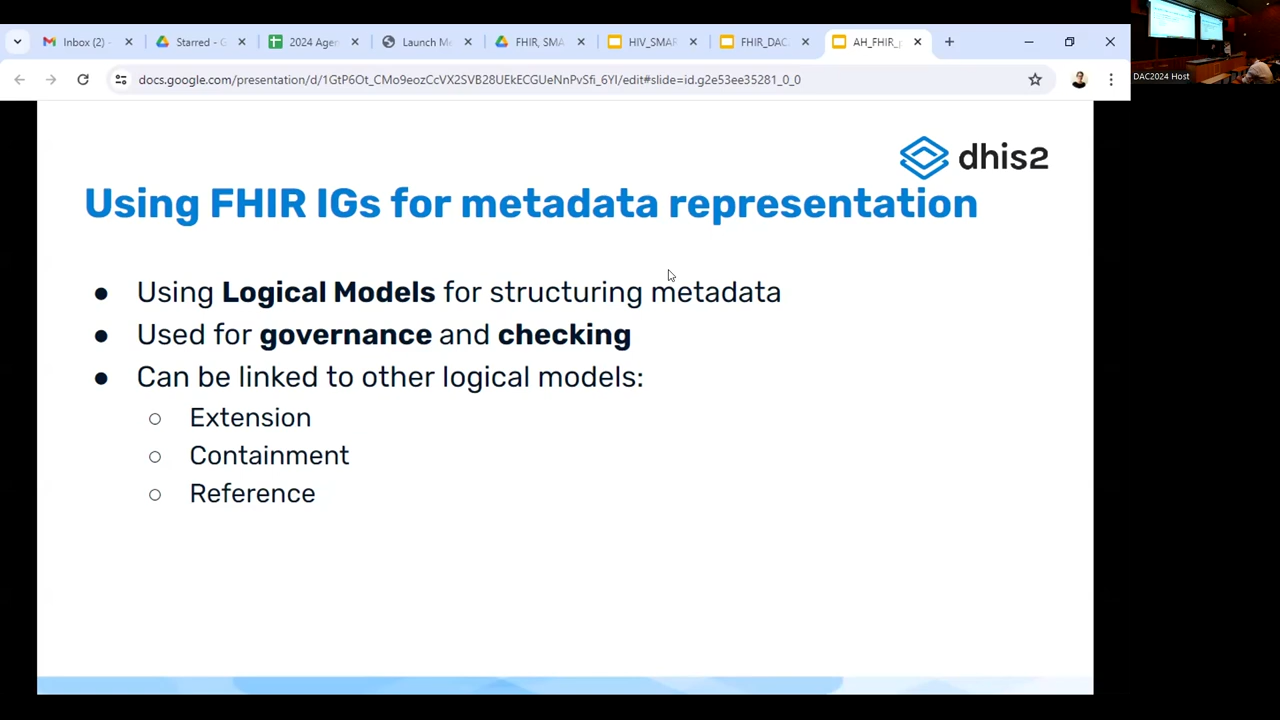 Inbox (2) -
Starred - G
2024 Agen
Launch M
FHIR, SMA
HIV_SMAR
FHIR_DAC
AH_FHIR_
docs.google.com/presentation/d/1GtP6Ot_CMo9eozCcVX2SVB28UEkECGUeNnPvSfi_6YI/edit#slide=id.g2e53ee35281_0_0
DAC2024 Host
dhis2
Using FHIR IGs for metadata representation
● Using Logical Models for structuring metadata
● Used for governance and checking
● Can be linked to other logical models:
○ Extension
○ Containment
○ Reference